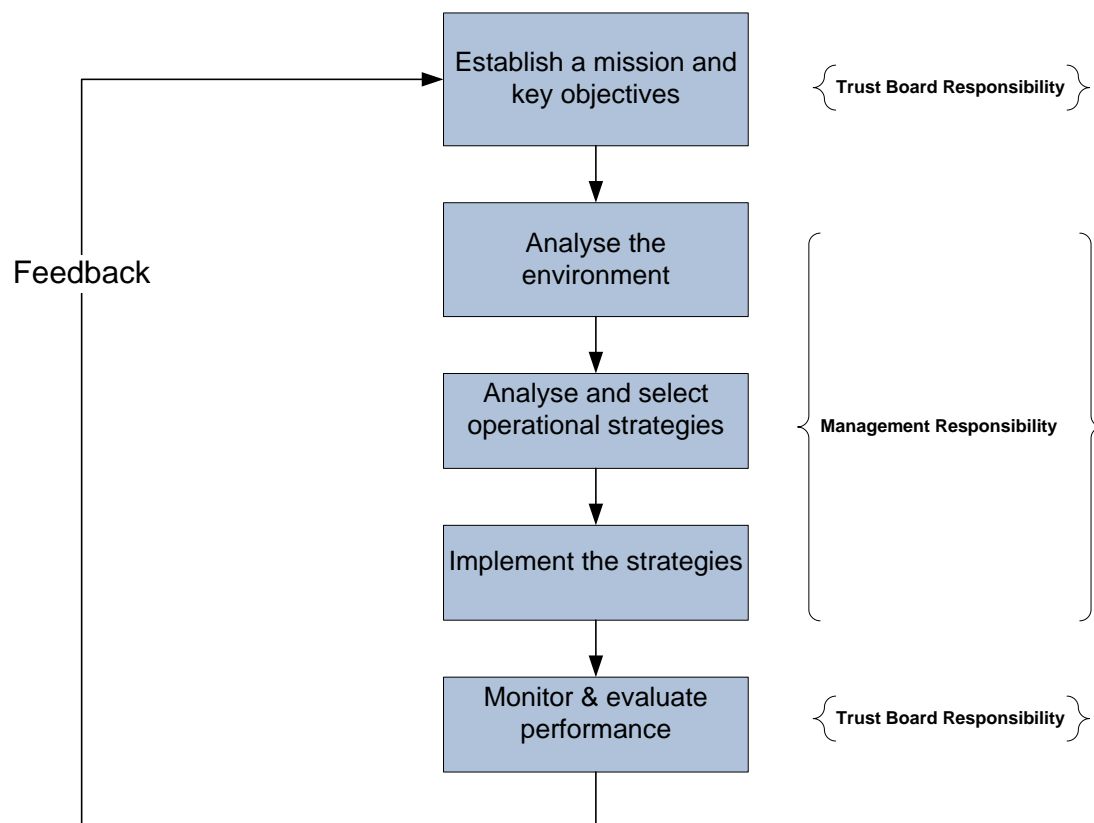 Establish a mission and
key objectives
Trust Board Responsibility
Feedback
Analyse the
environment
Analyse and select
operational strategies
Management Responsibility
Implement the strategies
Monitor & evaluate
performance
Trust Board Responsibility